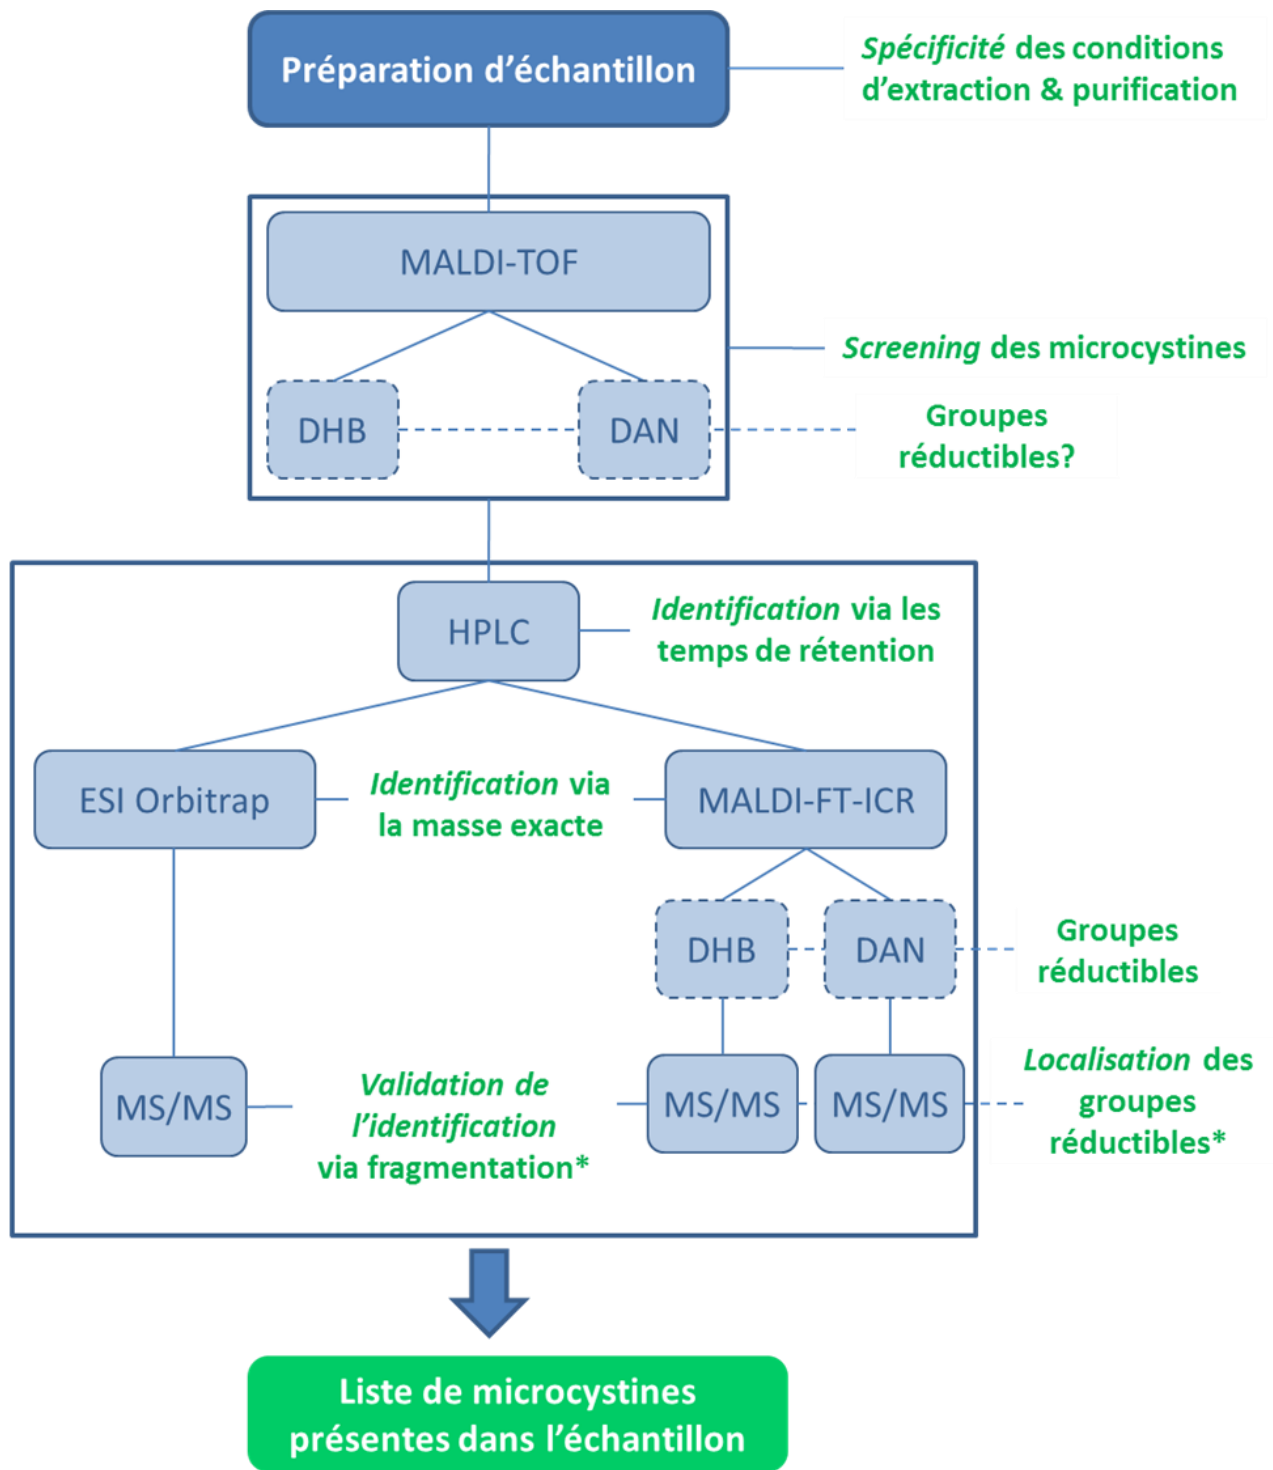 Préparation d'échantillon
Spécificité des conditions
d'extraction & purification
MALDI-TOF
Screening des microcystines
DHB
DAN
Groupes
réductibles?
HPLC
Identification via les
temps de rétention
ESI Orbitrap
Identification via
la masse exacte
MALDI-FT-ICR
DHB
DAN
Groupes
réductibles
MS/MS
Validation de
l'identification
via fragmentation*
MS/MS
MS/MS
Localisation des
groupes
réductibles*
Liste de microcystines
présentes dans l'échantillon